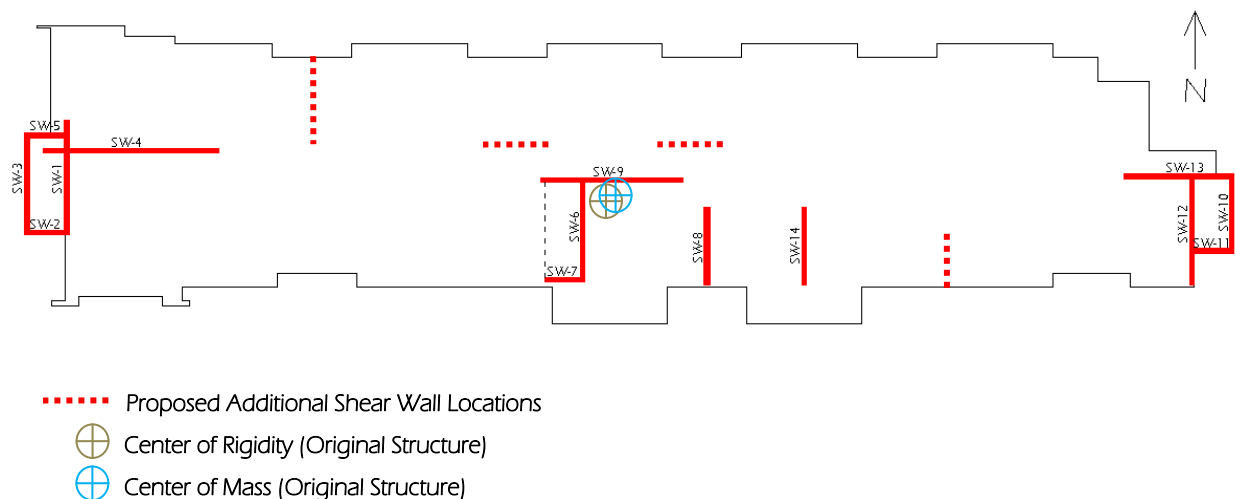 N
SW-5
SW-4
SW-3
SW-1
SW-2
SW-9
SW-6
SW-7
SW-8
SW-14
SW-13
SW-12
SW-10
SW-11
Proposed Additional Shear Wall Locations
Center of Rigidity (Original Structure)
Center of Mass (Original Structure)